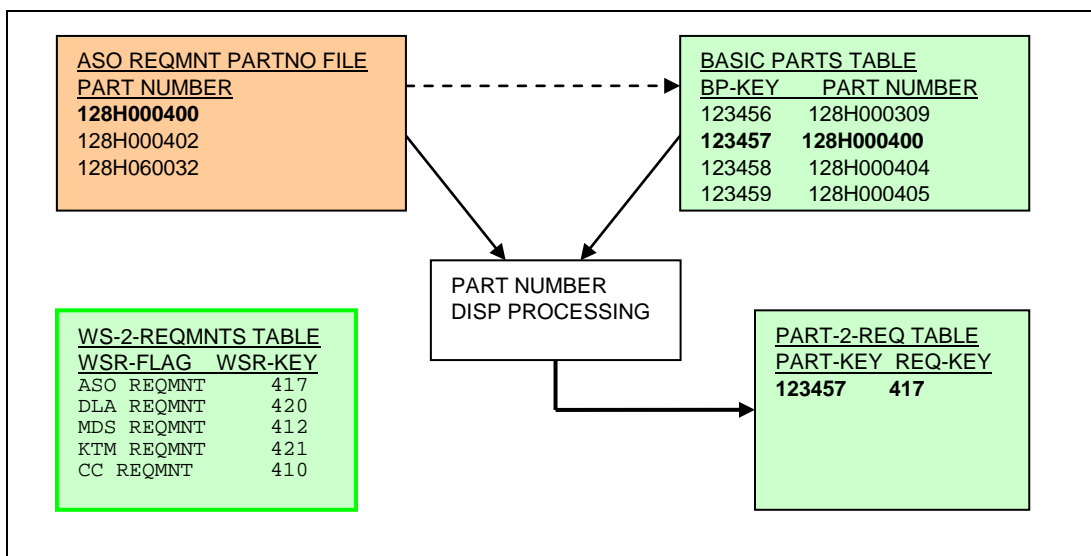 ASO REQMNT PARTNO FILE
PART NUMBER
128H000400
128H000402
128H060032
BASIC PARTS TABLE
BP-KEY PART NUMBER
123456 128H000309
123457 128H000400
123458 128H000404
123459 128H000405
PART NUMBER
DISP PROCESSING
WS-2-REQMNTS TABLE
WSR-FLAG WSR-KEY
ASO REQMNT 417
DLA REQMNT 420
MDS REQMNT 412
KTM REQMNT 421
CC REQMNT 410
PART-2-REQ TABLE
PART-KEY REQ-KEY
123457 417